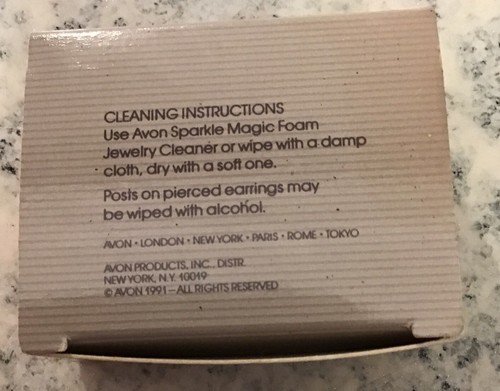 CLEANING INSTRUCTIONS
Use Avon Sparkle Magic Foam
Jewelry Cleaner or wipe with a damp
cloth, dry with a soft one.
Posts on pierced earrings may
be wiped with alcohol.
AVON • LONDON • NEW YORK • PARIS • ROME • TOKYO
AVON PRODUCTS, INC., DISTR.
NEW YORK, N.Y. 10019
© AVON 1991—ALL RIGHTS RESERVED